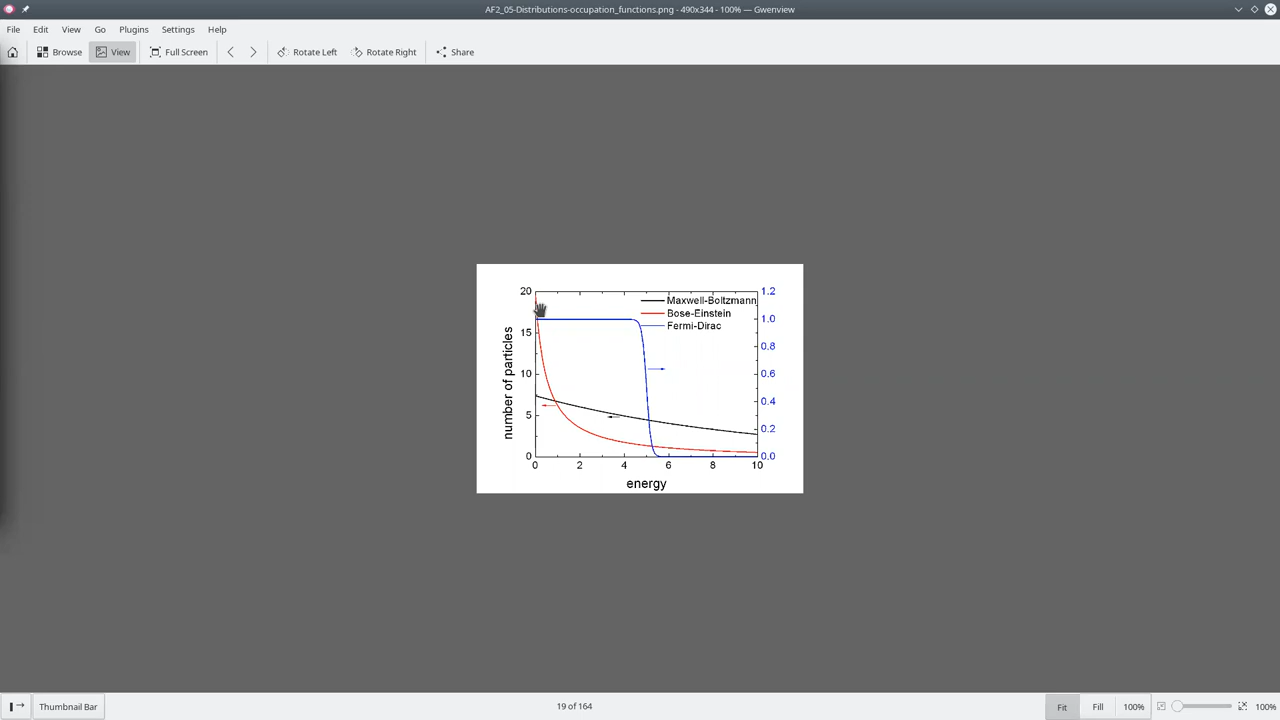 AF2_05-Distributions-occupation_functions.png - 490x344 - 100% — Gwenview
File Edit View Go Plugins Settings Help
Browse View Full Screen Rotate Left Rotate Right Share
20 1.2
Maxwell-Boltzmann
Bose-Einstein
Fermi-Dirac
1.0
15
0.8
10 0.6
0.4
5
0.2
0 0.0
number of particles
0 2 4 6 8 10
energy
Thumbnail Bar 19 of 164 Fit Fill 100% 100%